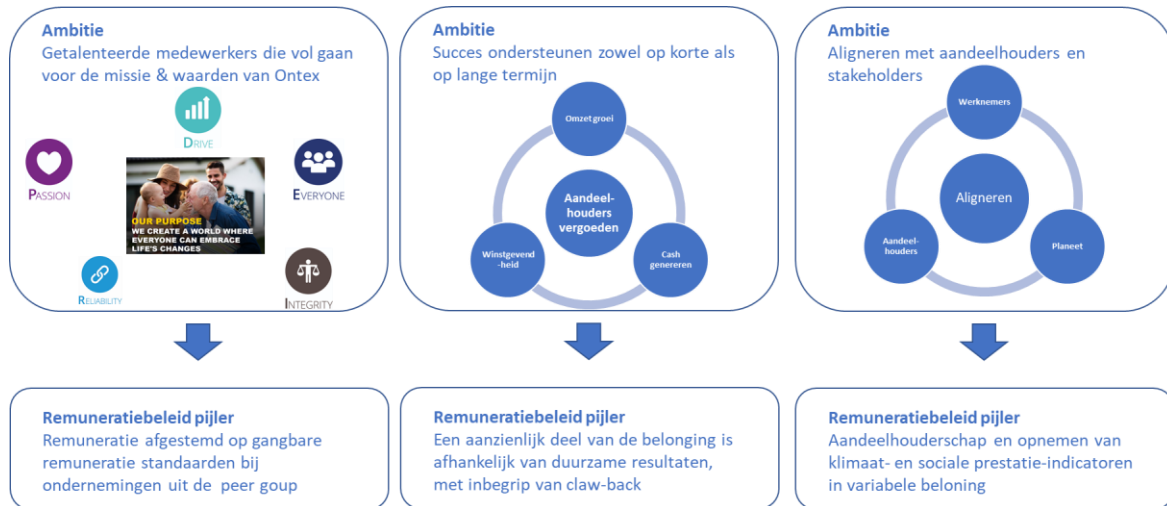 Ambitie
Getalenteerde medewerkers die vol gaan
voor de missie & waarden van Ontex
DRIVE
PASSION
EVERYONE
OUR PURPOSE
WE CREATE A WORLD WHERE
EVERYONE CAN EMBRACE
LIFE'S CHANGES
RELIABILITY
INTEGRITY
Ambitie
Succes ondersteunen zowel op korte als
op lange termijn
Omzet groei
Aandeel-
houders
vergoeden
Winstgevend
-heid
Cash
genereren
Ambitie
Aligneren met aandeelhouders en
stakeholders
Werknemers
Aligneren
Aandeel-
houders
Planeet
Remuneratiebeleid pijler
Remuneratie afgestemd op gangbare
remuneratie standaarden bij
ondernemingen uit de peer goup
Remuneratiebeleid pijler
Een aanzienlijk deel van de belonging is
afhankelijk van duurzame resultaten,
met inbegrip van claw-back
Remuneratiebeleid pijler
Aandeelhouderschap en opnemen van
klimaat- en sociale prestatie-indicatoren
in variabele beloning